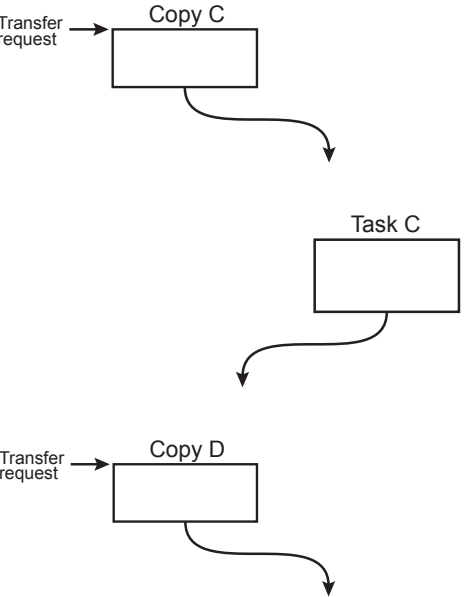 Copy C
Transfer
request
Task C
Copy D
Transfer
request